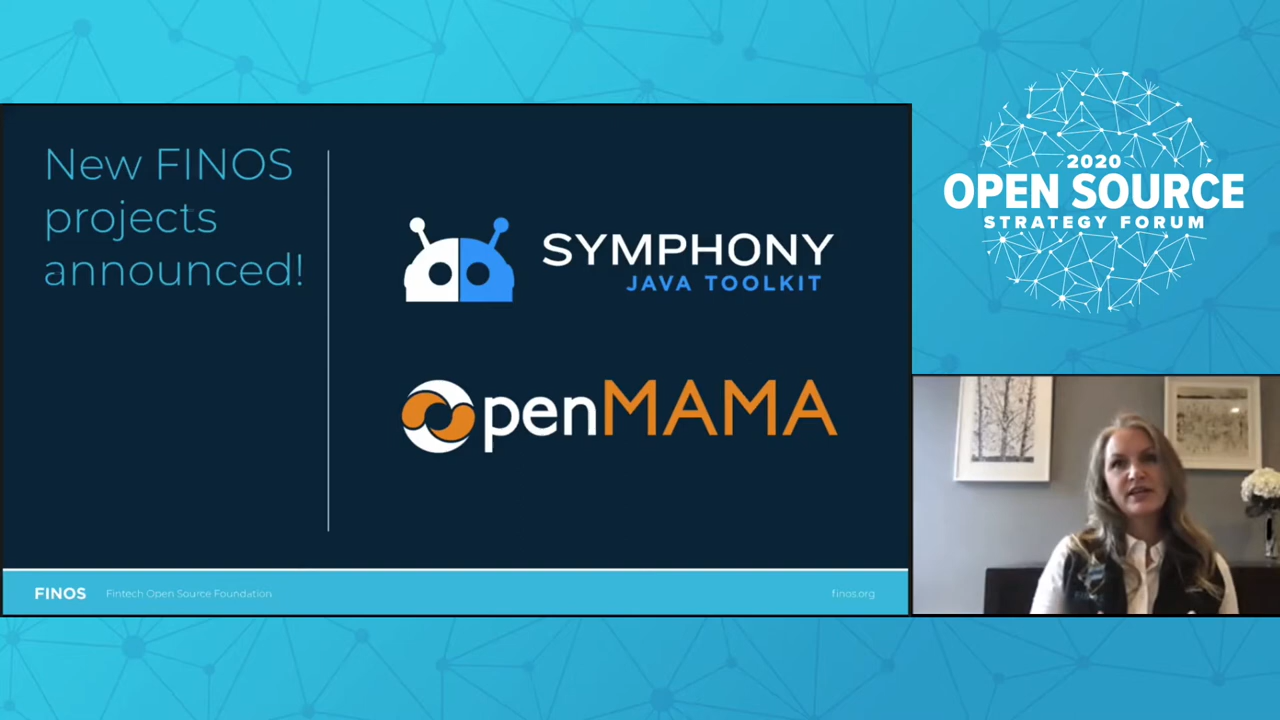 New FINOS
projects
announced!
SYMPHONY
JAVA TOOLKIT
OpenMAMA
FINOS
Fintech Open Source Foundation
finos.org
2020
OPEN SOURCE
STRATEGY FORUM